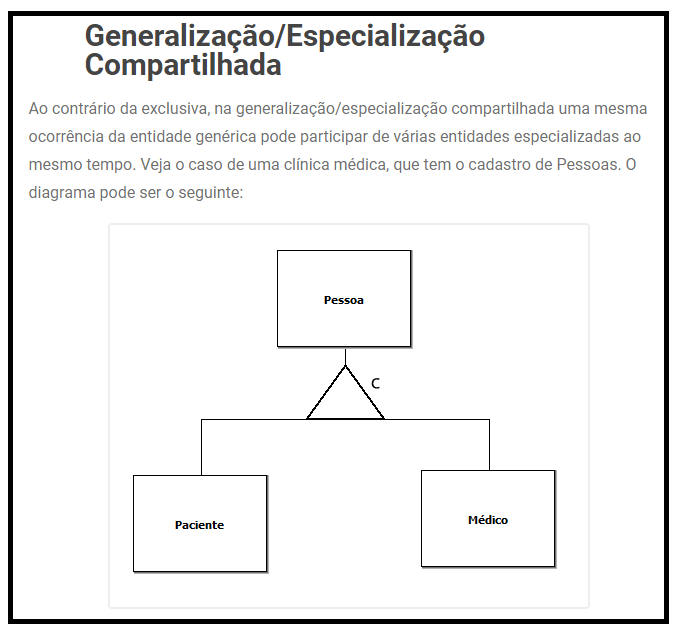 Generalização/Especialização
Compartilhada
Ao contrário da exclusiva, na generalização/especialização compartilhada uma mesma
ocorrência da entidade genérica pode participar de várias entidades especializadas ao
mesmo tempo. Veja o caso de uma clínica médica, que tem o cadastro de Pessoas. O
diagrama pode ser o seguinte:
Pessoa
C
Paciente
Médico